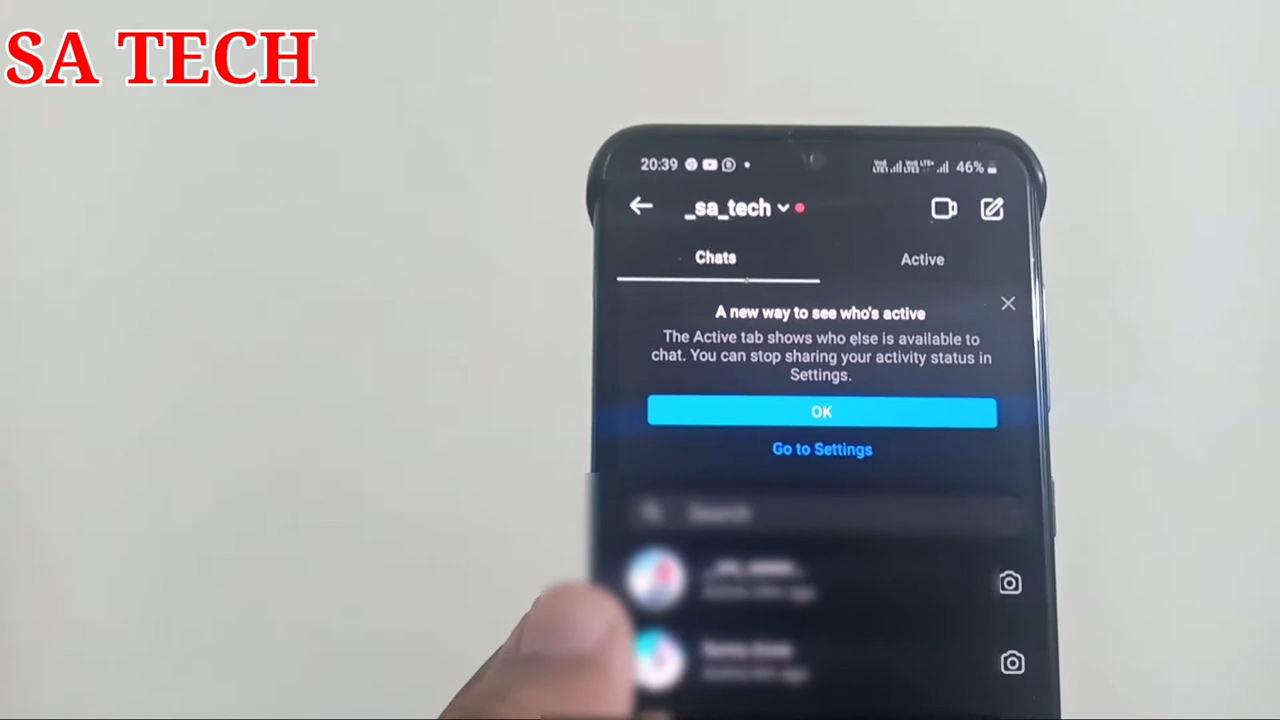 SA TECH
20:39 46%
_sa_tech
Chats Active
A new way to see who's active
The Active tab shows who else is available to
chat. You can stop sharing your activity status in
Settings.
OK
Go to Settings
Search